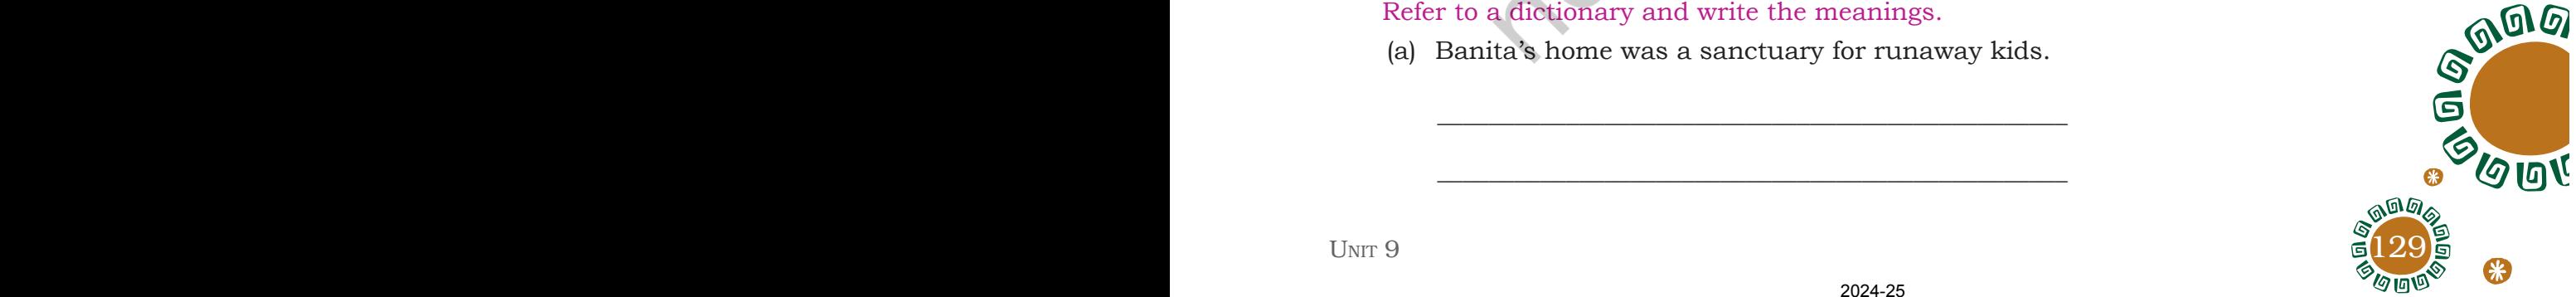 Refer to a dictionary and write the meanings.
(a) Banita’s home was a sanctuary for runaway kids.
UNIT 9
129
2024-25